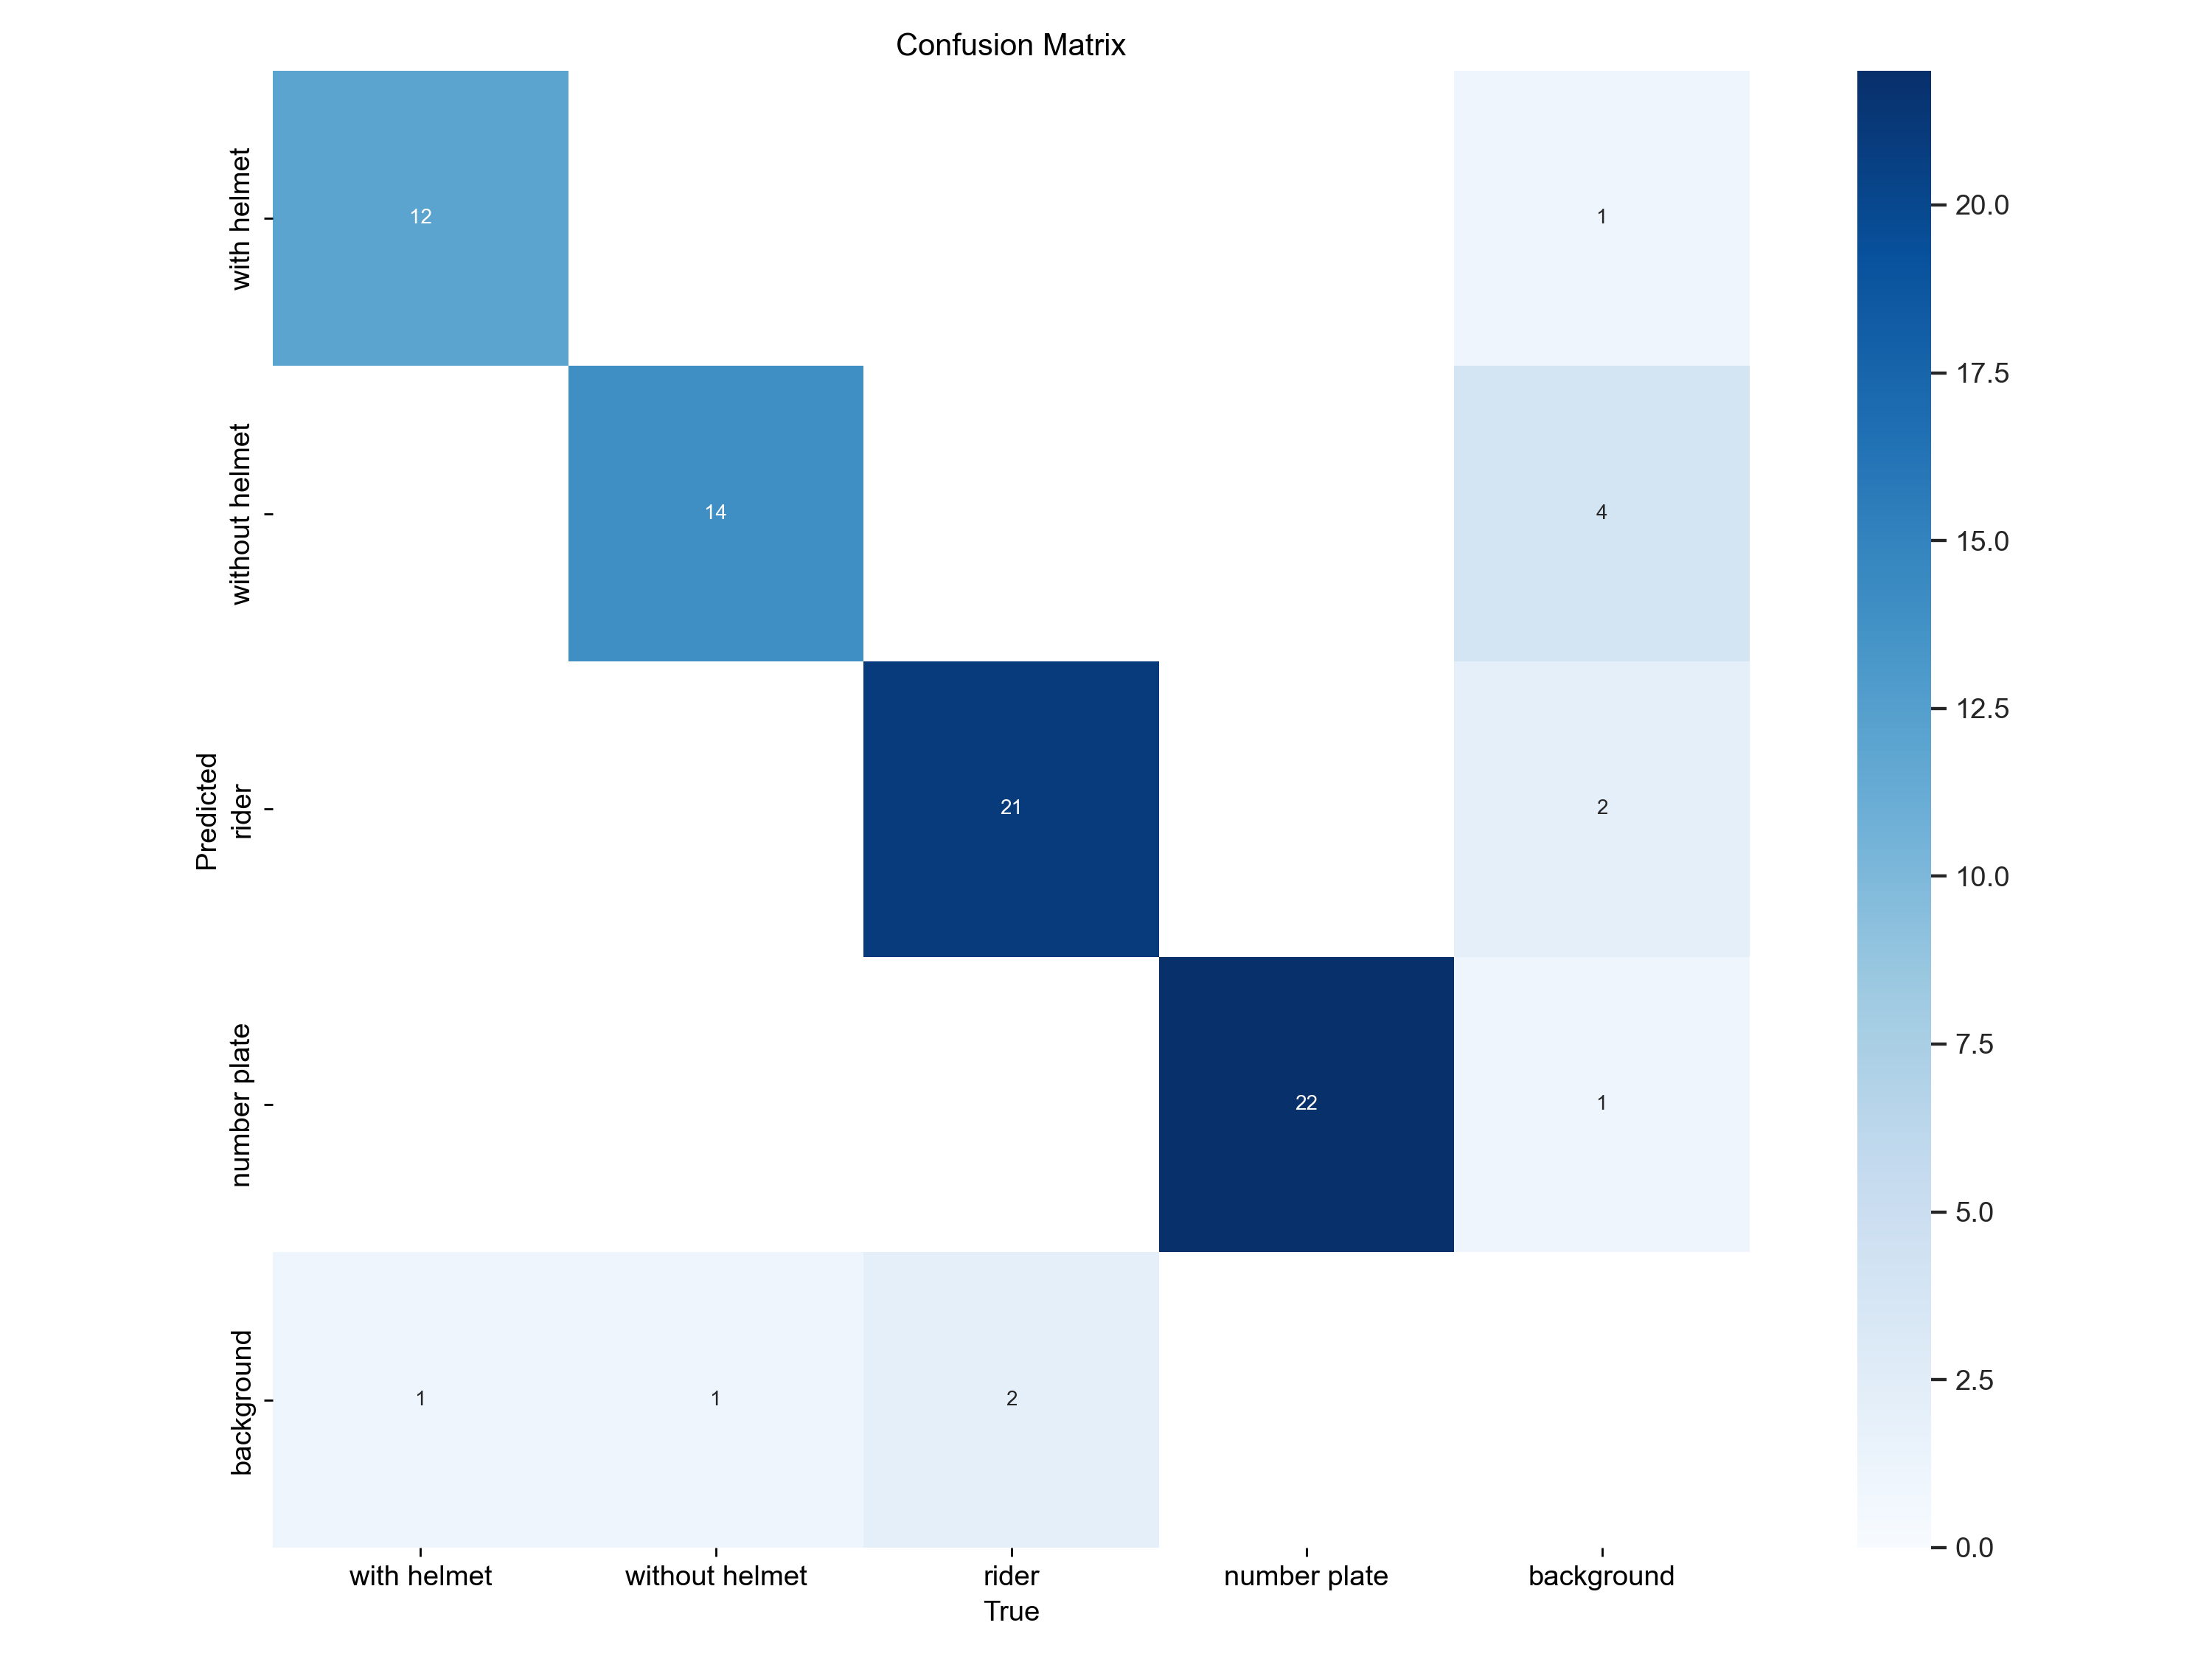 Confusion Matrix
with helmet
12
1
without helmet
14
4
Predicted
rider
21
2
number plate
22
1
background
1
1
2
with helmet
without helmet
rider
number plate
background
True
20.0
17.5
15.0
12.5
10.0
7.5
5.0
2.5
0.0